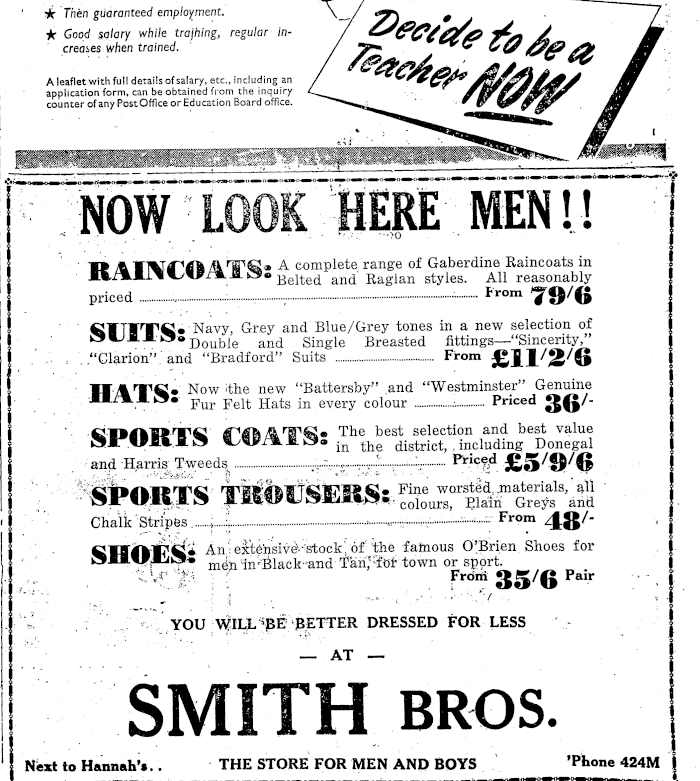 ★ Then guaranteed employment.
★ Good salary while training, regular in-
creases when trained.
A leaflet with full details of salary, etc., including an
application form, can be obtained from the inquiry
counter of any Post Office or Education Board office.
Decide to be a
Teacher NOW
NOW LOOK HERE MEN!!
RAINCOATS: A complete range of Gaberdine Raincoats in
Belted and Raglan styles. All reasonably
priced From 79/6
SUITS: Navy, Grey and Blue/Grey tones in a new selection of
Double and Single Breasted fittings—"Sincerity,"
"Clarion" and "Bradford" Suits From £11/2/6
HATS: Now the new "Battersby" and "Westminster" Genuine
Fur Felt Hats in every colour Priced 36/-
SPORTS COATS: The best selection and best value
in the district, including Donegal
and Harris Tweeds Priced £5/9/6
SPORTS TROUSERS: Fine worsted materials, all
colours, Plain Greys and
Chalk Stripes From 48/-
SHOES: An extensive stock of the famous O'Brien Shoes for
men in Black and Tan, for town or sport.
From 35/6 Pair
YOU WILL BE BETTER DRESSED FOR LESS
— AT —
SMITH BROS.
Next to Hannah's.. THE STORE FOR MEN AND BOYS 'Phone 424M